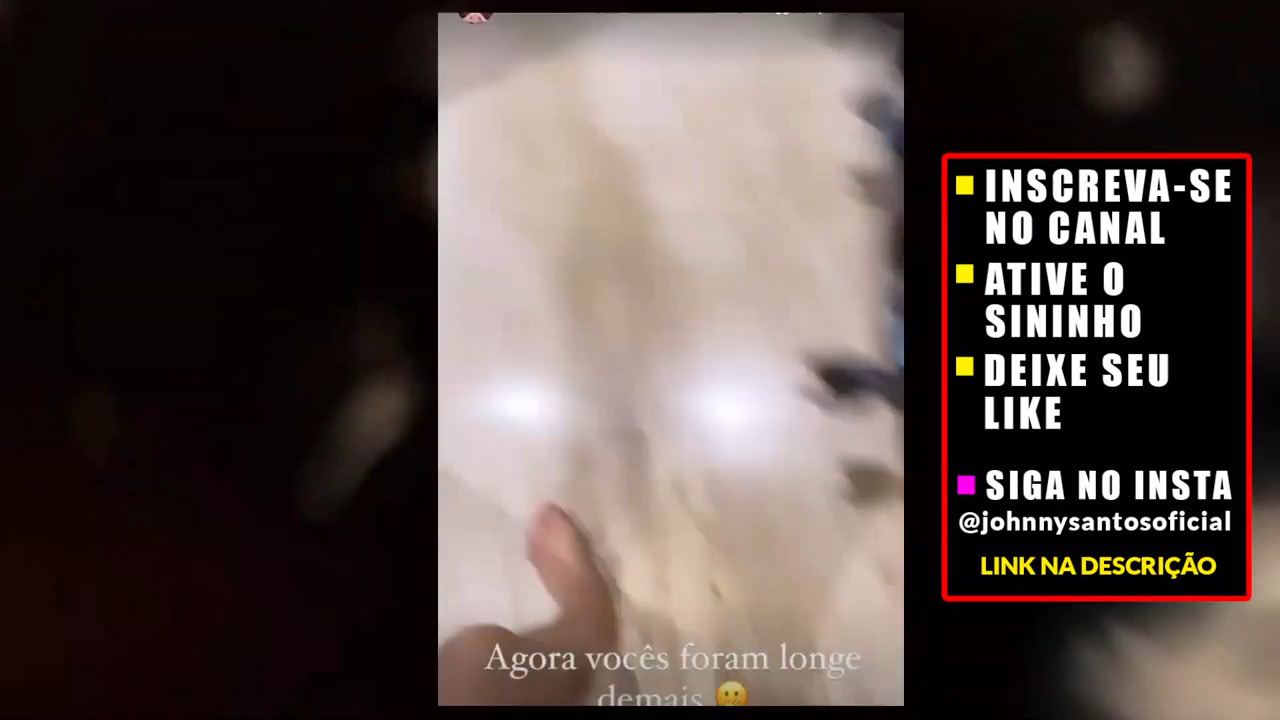 INSCREVA-SE
NO CANAL
ATIVE O
SININHO
DEIXE SEU
LIKE
SIGA NO INSTA
@johnnysantosoficial
LINK NA DESCRIÇÃO
Agora vocês foram longe
demais 🫢